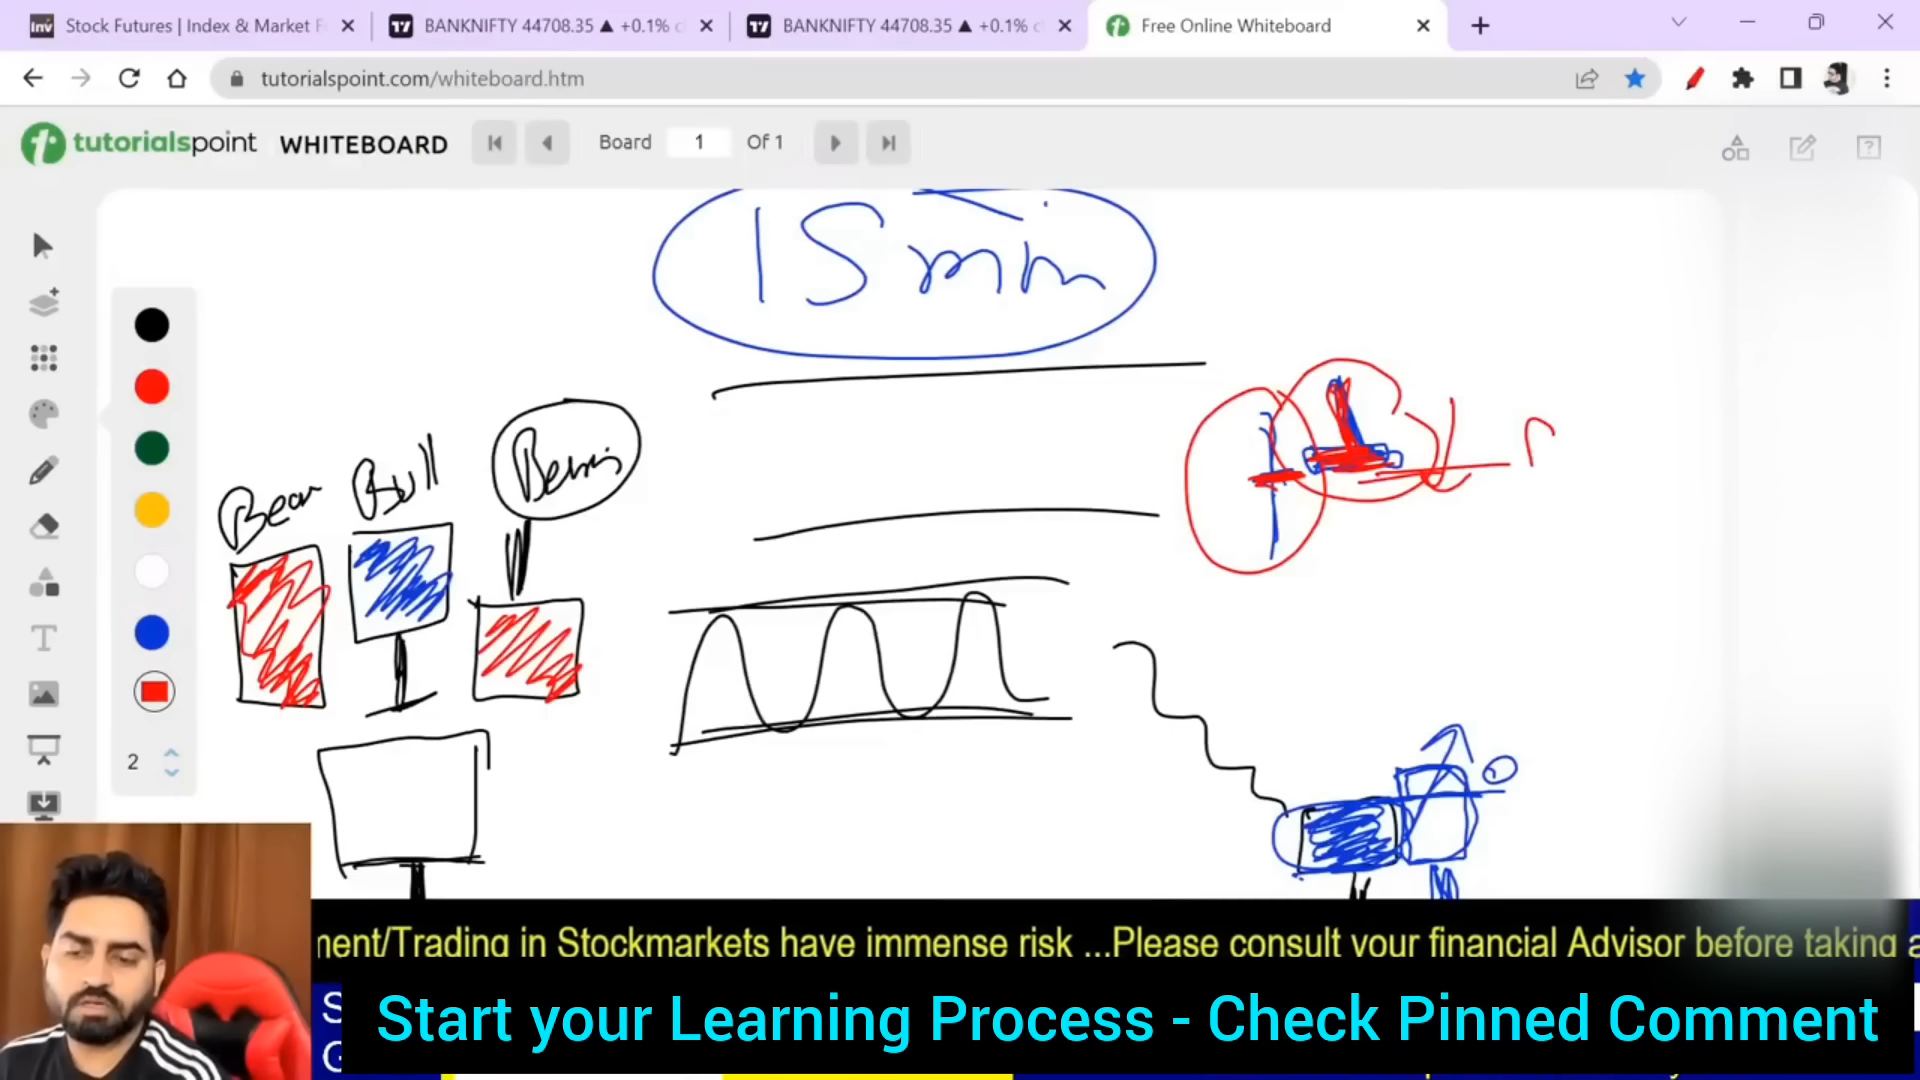 Stock Futures | Index & Market F
BANKNIFTY 44708.35 ▲ +0.1%
BANKNIFTY 44708.35 ▲ +0.1%
Free Online Whiteboard
tutorialspoint.com/whiteboard.htm
tutorialspoint WHITEBOARD Board 1 Of 1
15 min
Bear Bull
2
ment/Trading in Stockmarkets have immense risk ...Please consult your financial Advisor before taking a
Start your Learning Process - Check Pinned Comment